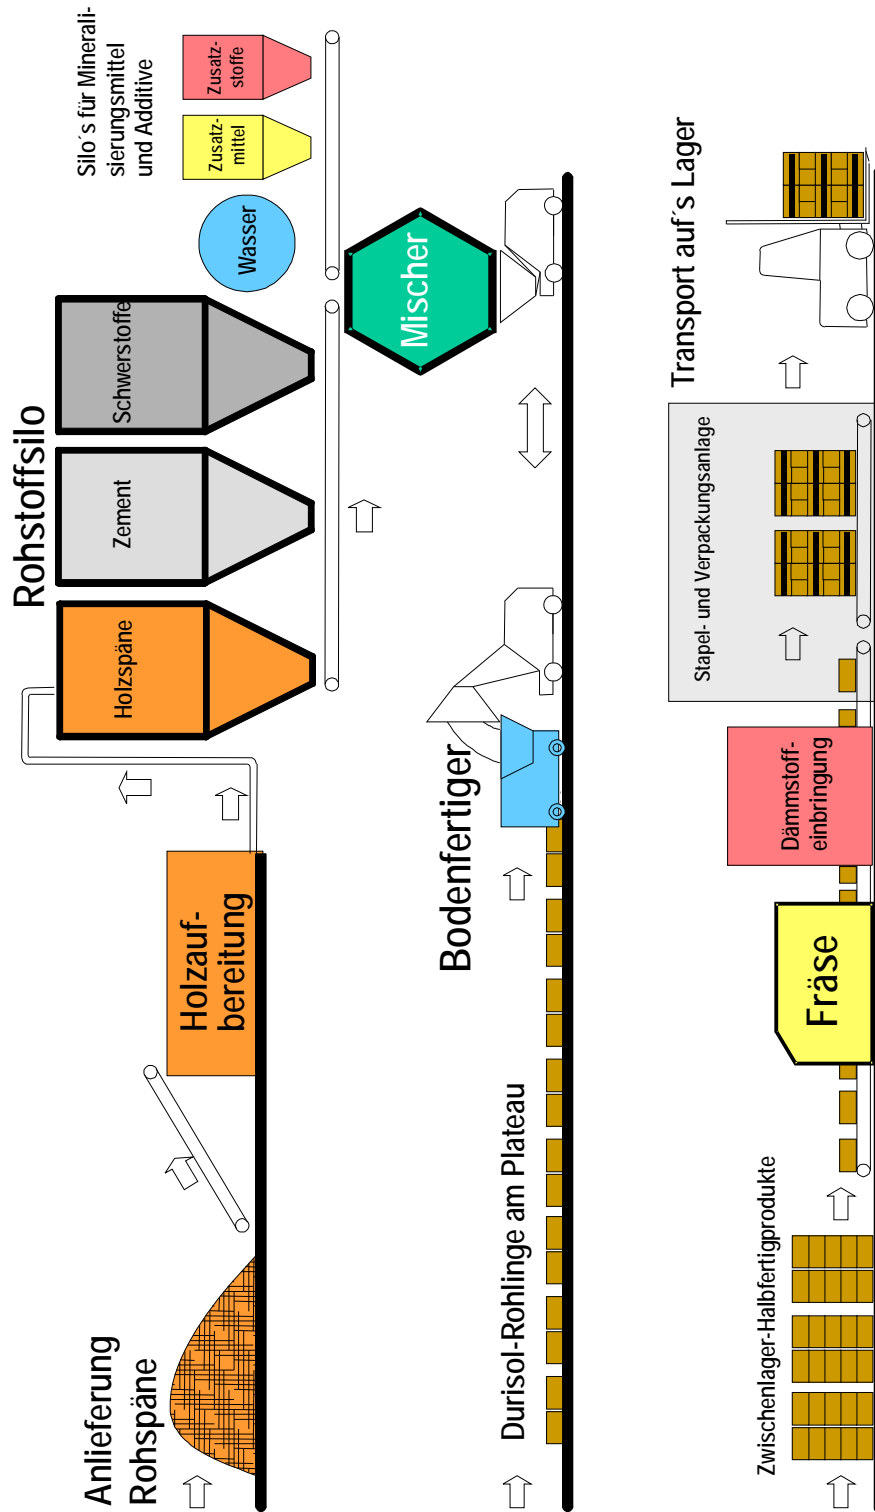 Anlieferung
Rohspäne
Holzauf-
bereitung
Rohstoffsilo
Holzspäne
Zement
Schwerstoffe
Wasser
Silo´s für Minerali-
sierungsmittel
und Additive
Zusatz-
mittel
Zusatz-
stoffe
Mischer
Durisol-Rohlinge am Plateau
Bodenfertiger
Zwischenlager-Halbfertigprodukte
Fräse
Dämmstoff-
einbringung
Stapel- und Verpackungsanlage
Transport auf´s Lager